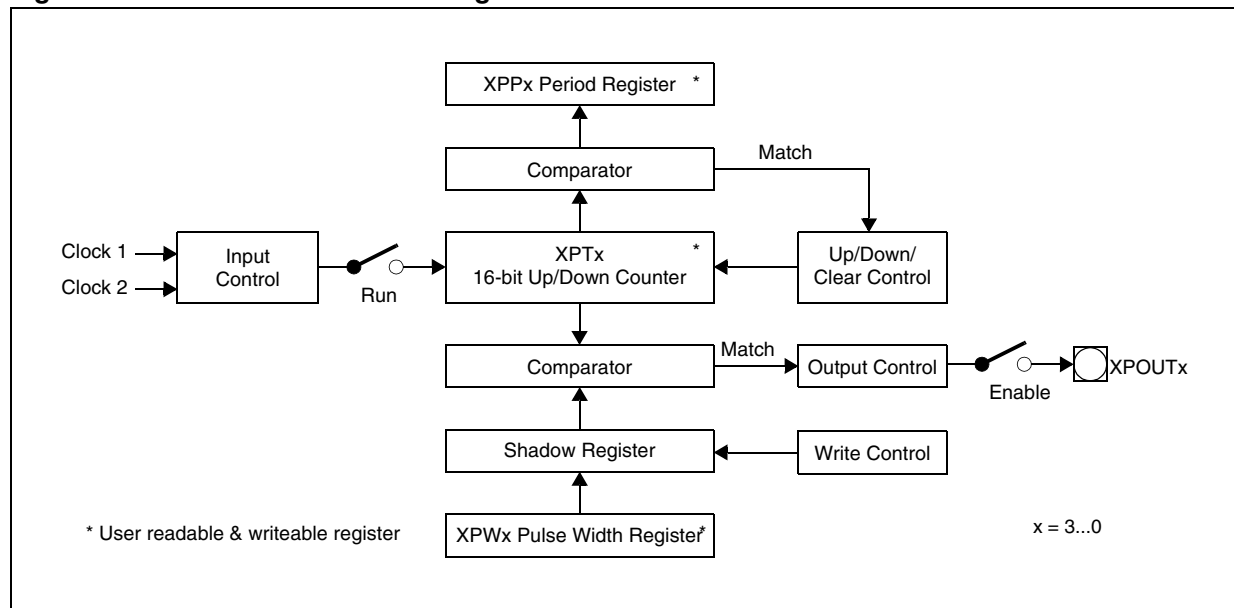 XPPx Period Register *
Comparator
Match
Clock 1
Clock 2
Input
Control
Run
XPTx *
16-bit Up/Down Counter
Up/Down/
Clear Control
Comparator
Match
Output Control
Enable
XPOUTx
Shadow Register
Write Control
* User readable & writeable register
XPWx Pulse Width Register*
x = 3...0